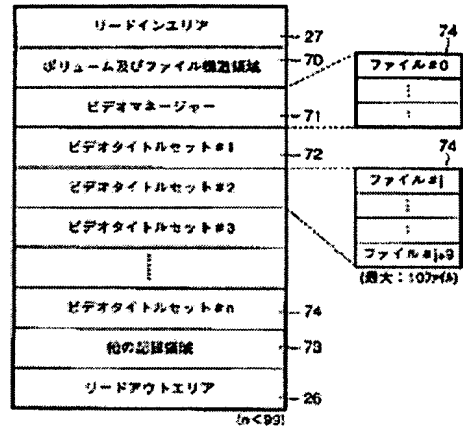 リードインエリア
27
ボリューム及びファイル構造領域
70
ビデオマネージャー
71
ビデオタイトルセット#1
72
ビデオタイトルセット#2
ビデオタイトルセット#3
ビデオタイトルセット#n
74
他の記録領域
73
リードアウトエリア
26
(n<99)
74
ファイル#0
74
ファイル#j
ファイル#j+9
(最大:10ファイル)